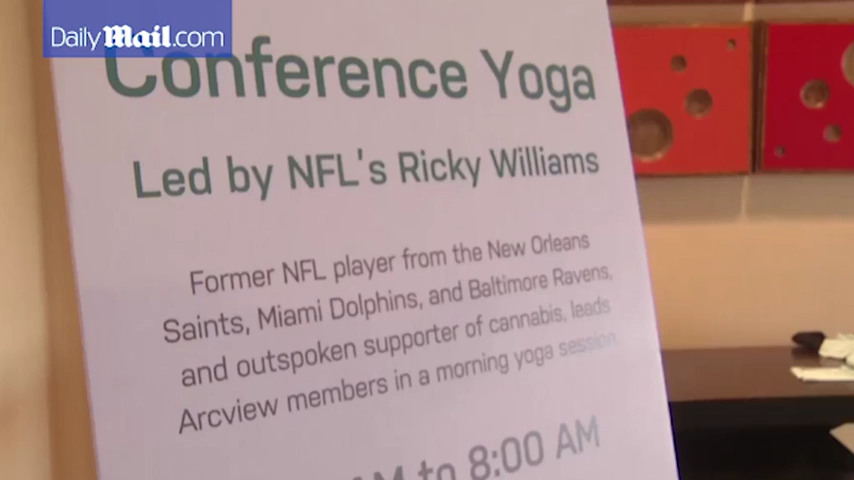 DailyMail.com
Conference Yoga
Led by NFL's Ricky Williams
Former NFL player from the New Orleans
Saints, Miami Dolphins, and Baltimore Ravens,
and outspoken supporter of cannabis, leads
Arcview members in a morning yoga session
AM to 8:00 AM